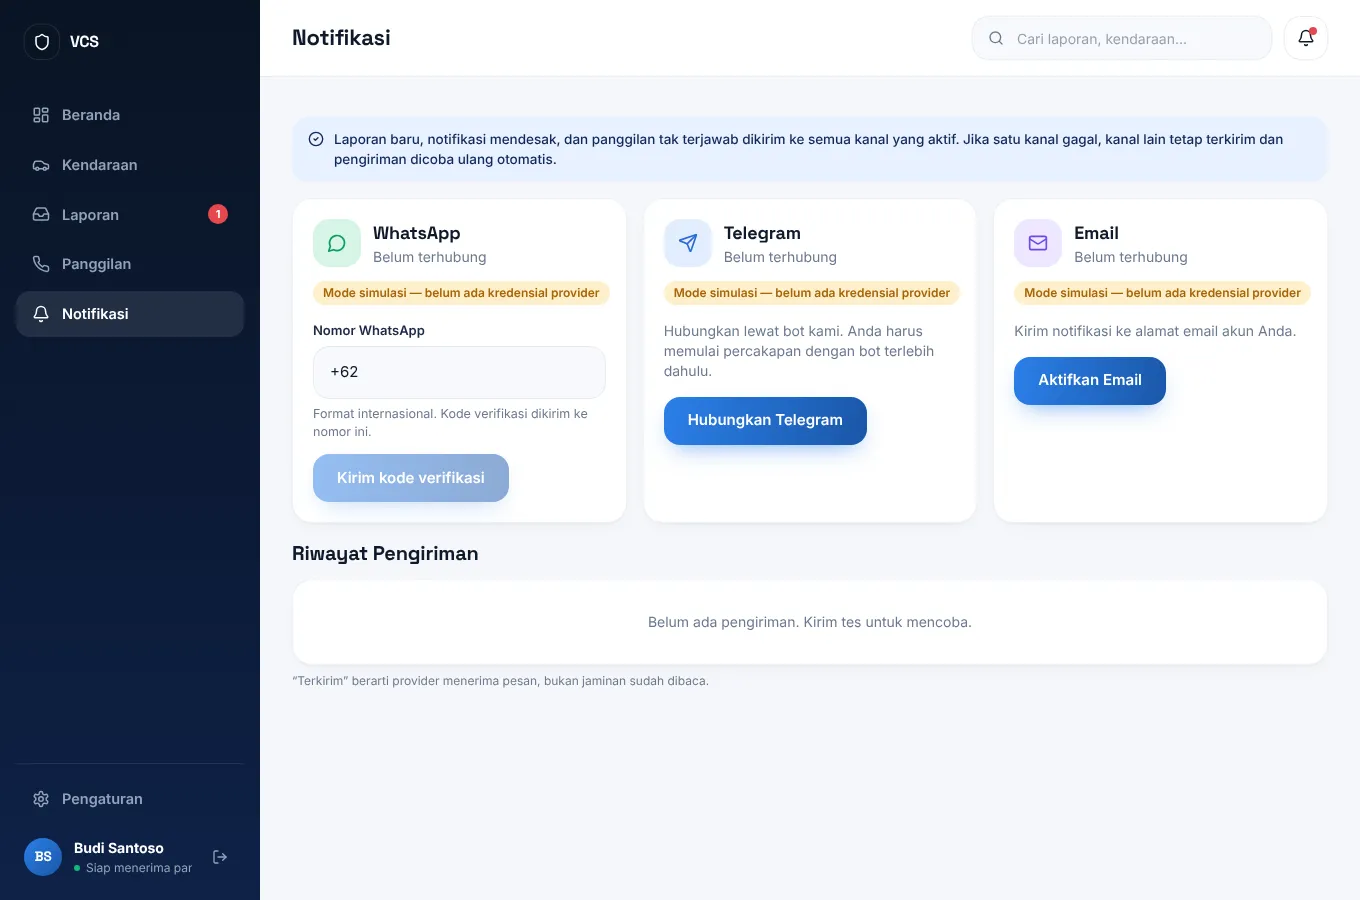 VCS
Beranda
Kendaraan
Laporan
1
Panggilan
Notifikasi
Pengaturan
BS
Budi Santoso
Siap menerima par
Notifikasi
Cari laporan, kendaraan...
Laporan baru, notifikasi mendesak, dan panggilan tak terjawab dikirim ke semua kanal yang aktif. Jika satu kanal gagal, kanal lain tetap terkirim dan
pengiriman dicoba ulang otomatis.
WhatsApp
Belum terhubung
Mode simulasi — belum ada kredensial provider
Nomor WhatsApp
+62
Format internasional. Kode verifikasi dikirim ke
nomor ini.
Kirim kode verifikasi
Telegram
Belum terhubung
Mode simulasi — belum ada kredensial provider
Hubungkan lewat bot kami. Anda harus
memulai percakapan dengan bot terlebih
dahulu.
Hubungkan Telegram
Email
Belum terhubung
Mode simulasi — belum ada kredensial provider
Kirim notifikasi ke alamat email akun Anda.
Aktifkan Email
Riwayat Pengiriman
Belum ada pengiriman. Kirim tes untuk mencoba.
“Terkirim” berarti provider menerima pesan, bukan jaminan sudah dibaca.